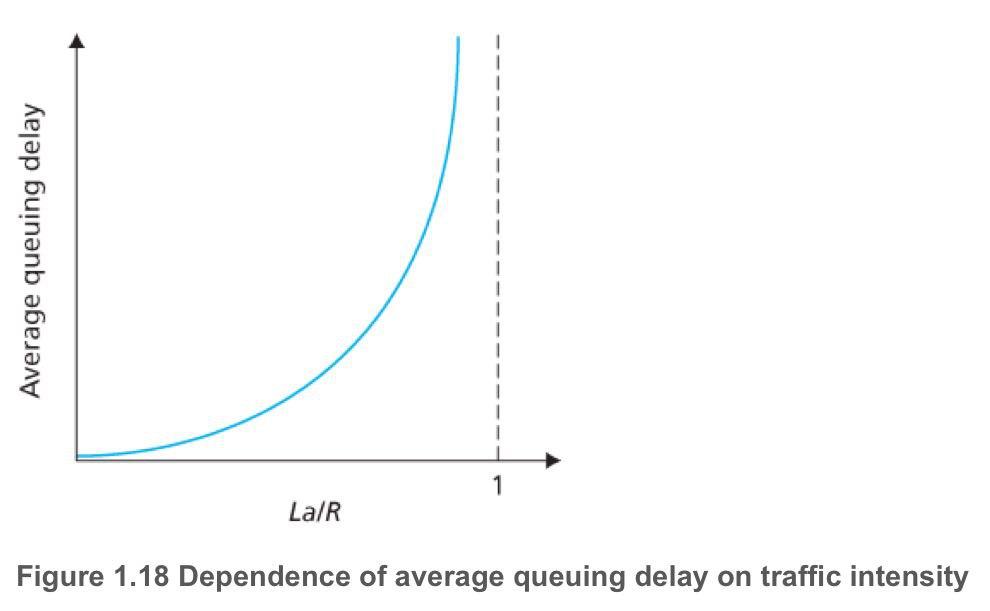 Average queuing delay
1
La/R
Figure 1.18 Dependence of average queuing delay on traffic intensity